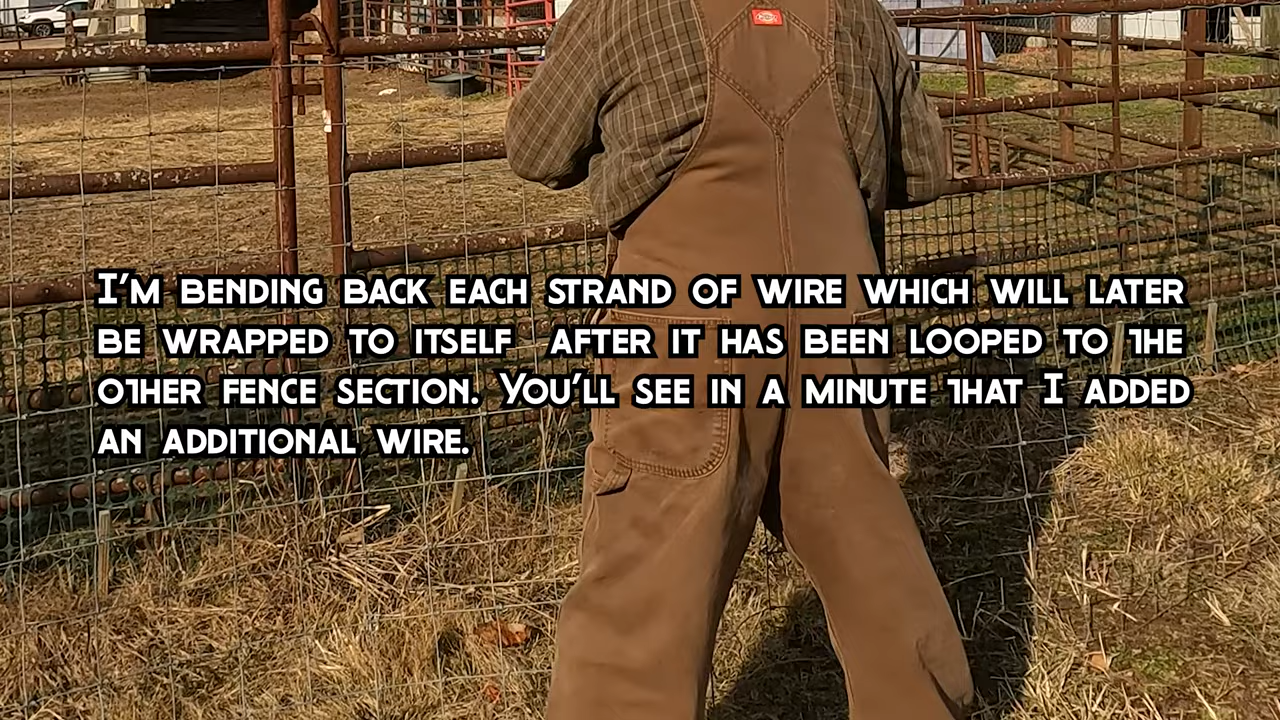 I'm bending back each strand of wire which will later
be wrapped to itself  after it has been looped to the
other fence section. You'll see in a minute that I added
an additional wire.